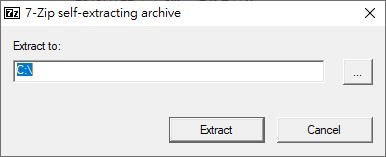 7z 7-Zip self-extracting archive
Extract to:
C:\
...
Extract Cancel